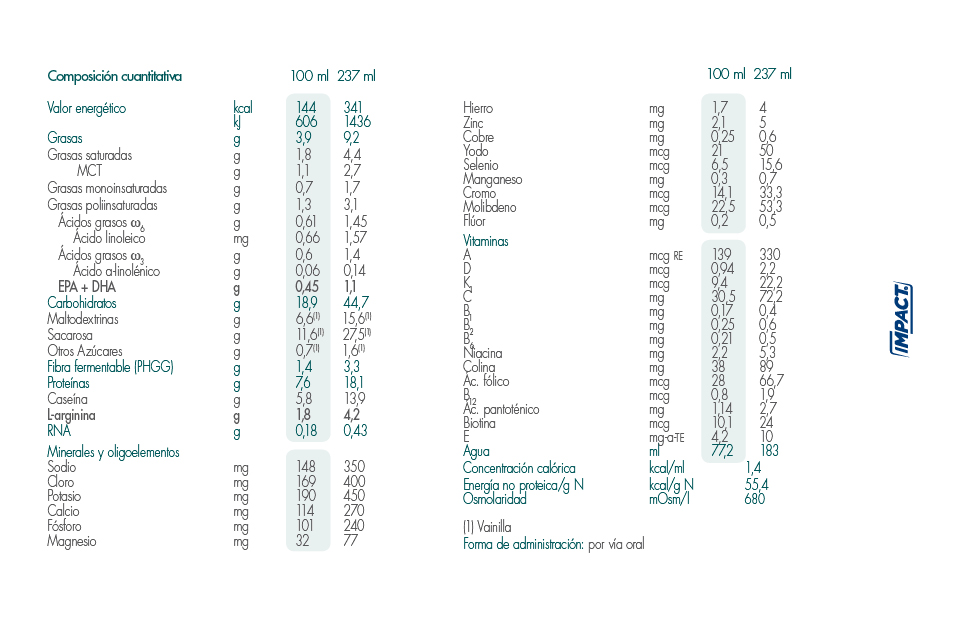 Composición cuantitativa 100 ml 237 ml
Valor energético kcal 144 341
kJ 606 1436
Grasas g 3,9 9,2
Grasas saturadas g 1,8 4,4
MCT g 1,1 2,7
Grasas monoinsaturadas g 0,7 1,7
Grasas poliinsaturadas g 1,3 3,1
Ácidos grasos ω6 g 0,61 1,45
Ácido linoleico mg 0,66 1,57
Ácidos grasos ω3 g 0,6 1,4
Ácido a-linolénico g 0,06 0,14
EPA + DHA g 0,45 1,1
Carbohidratos g 18,9 44,7
Maltodextrinas g 6,6(1) 15,6(1)
Sacarosa g 11,6(1) 27,5(1)
Otros Azúcares g 0,7(1) 1,6(1)
Fibra fermentable (PHGG) g 1,4 3,3
Proteínas g 7,6 18,1
Caseína g 5,8 13,9
L-arginina g 1,8 4,2
RNA g 0,18 0,43
Minerales y oligoelementos
Sodio mg 148 350
Cloro mg 169 400
Potasio mg 190 450
Calcio mg 114 270
Fósforo mg 101 240
Magnesio mg 32 77
100 ml 237 ml
Hierro mg 1,7 4
Zinc mg 2,1 5
Cobre mg 0,25 0,6
Yodo mcg 21 50
Selenio mcg 6,5 15,6
Manganeso mg 0,3 0,7
Cromo mcg 14,1 33,3
Molibdeno mcg 22,5 53,3
Flúor mg 0,2 0,5
Vitaminas
A mcg RE 139 330
D mcg 0,94 2,2
K1 mcg 9,4 22,2
C mg 30,5 72,2
B1 mg 0,17 0,4
B2 mg 0,25 0,6
B6 mg 0,21 0,5
Niacina mg 2,2 5,3
Colina mg 38 89
Ác. fólico mcg 28 66,7
B12 mcg 0,8 1,9
Ác. pantoténico mg 1,14 2,7
Biotina mcg 10,1 24
E mg-a-TE 4,2 10
Agua ml 77,2 183
Concentración calórica kcal/ml 1,4
Energía no proteica/g N kcal/g N 55,4
Osmolaridad mOsm/l 680
(1) Vainilla
Forma de administración: por vía oral
IMPACT.